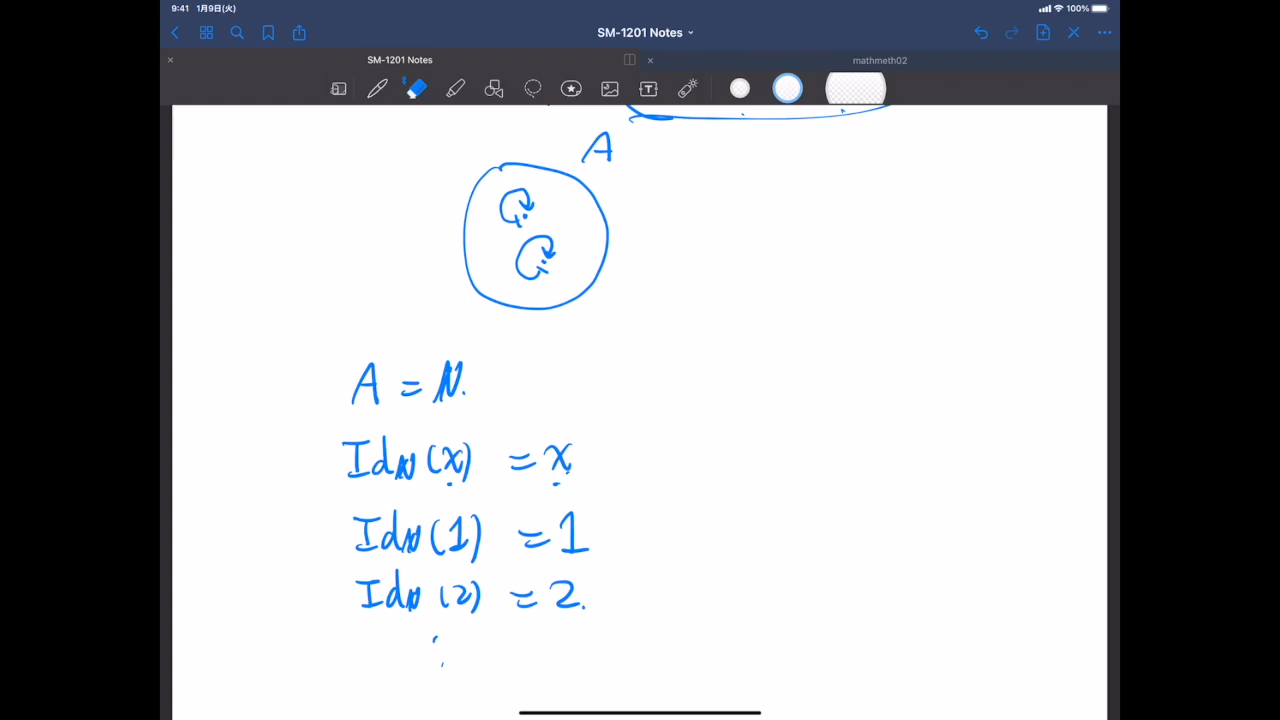 9:41 1月9日(火) 100%
SM-1201 Notes
SM-1201 Notes mathmeth02
A
A = ℕ.
Idℕ(x) = x
Idℕ(1) = 1
Idℕ(2) = 2.